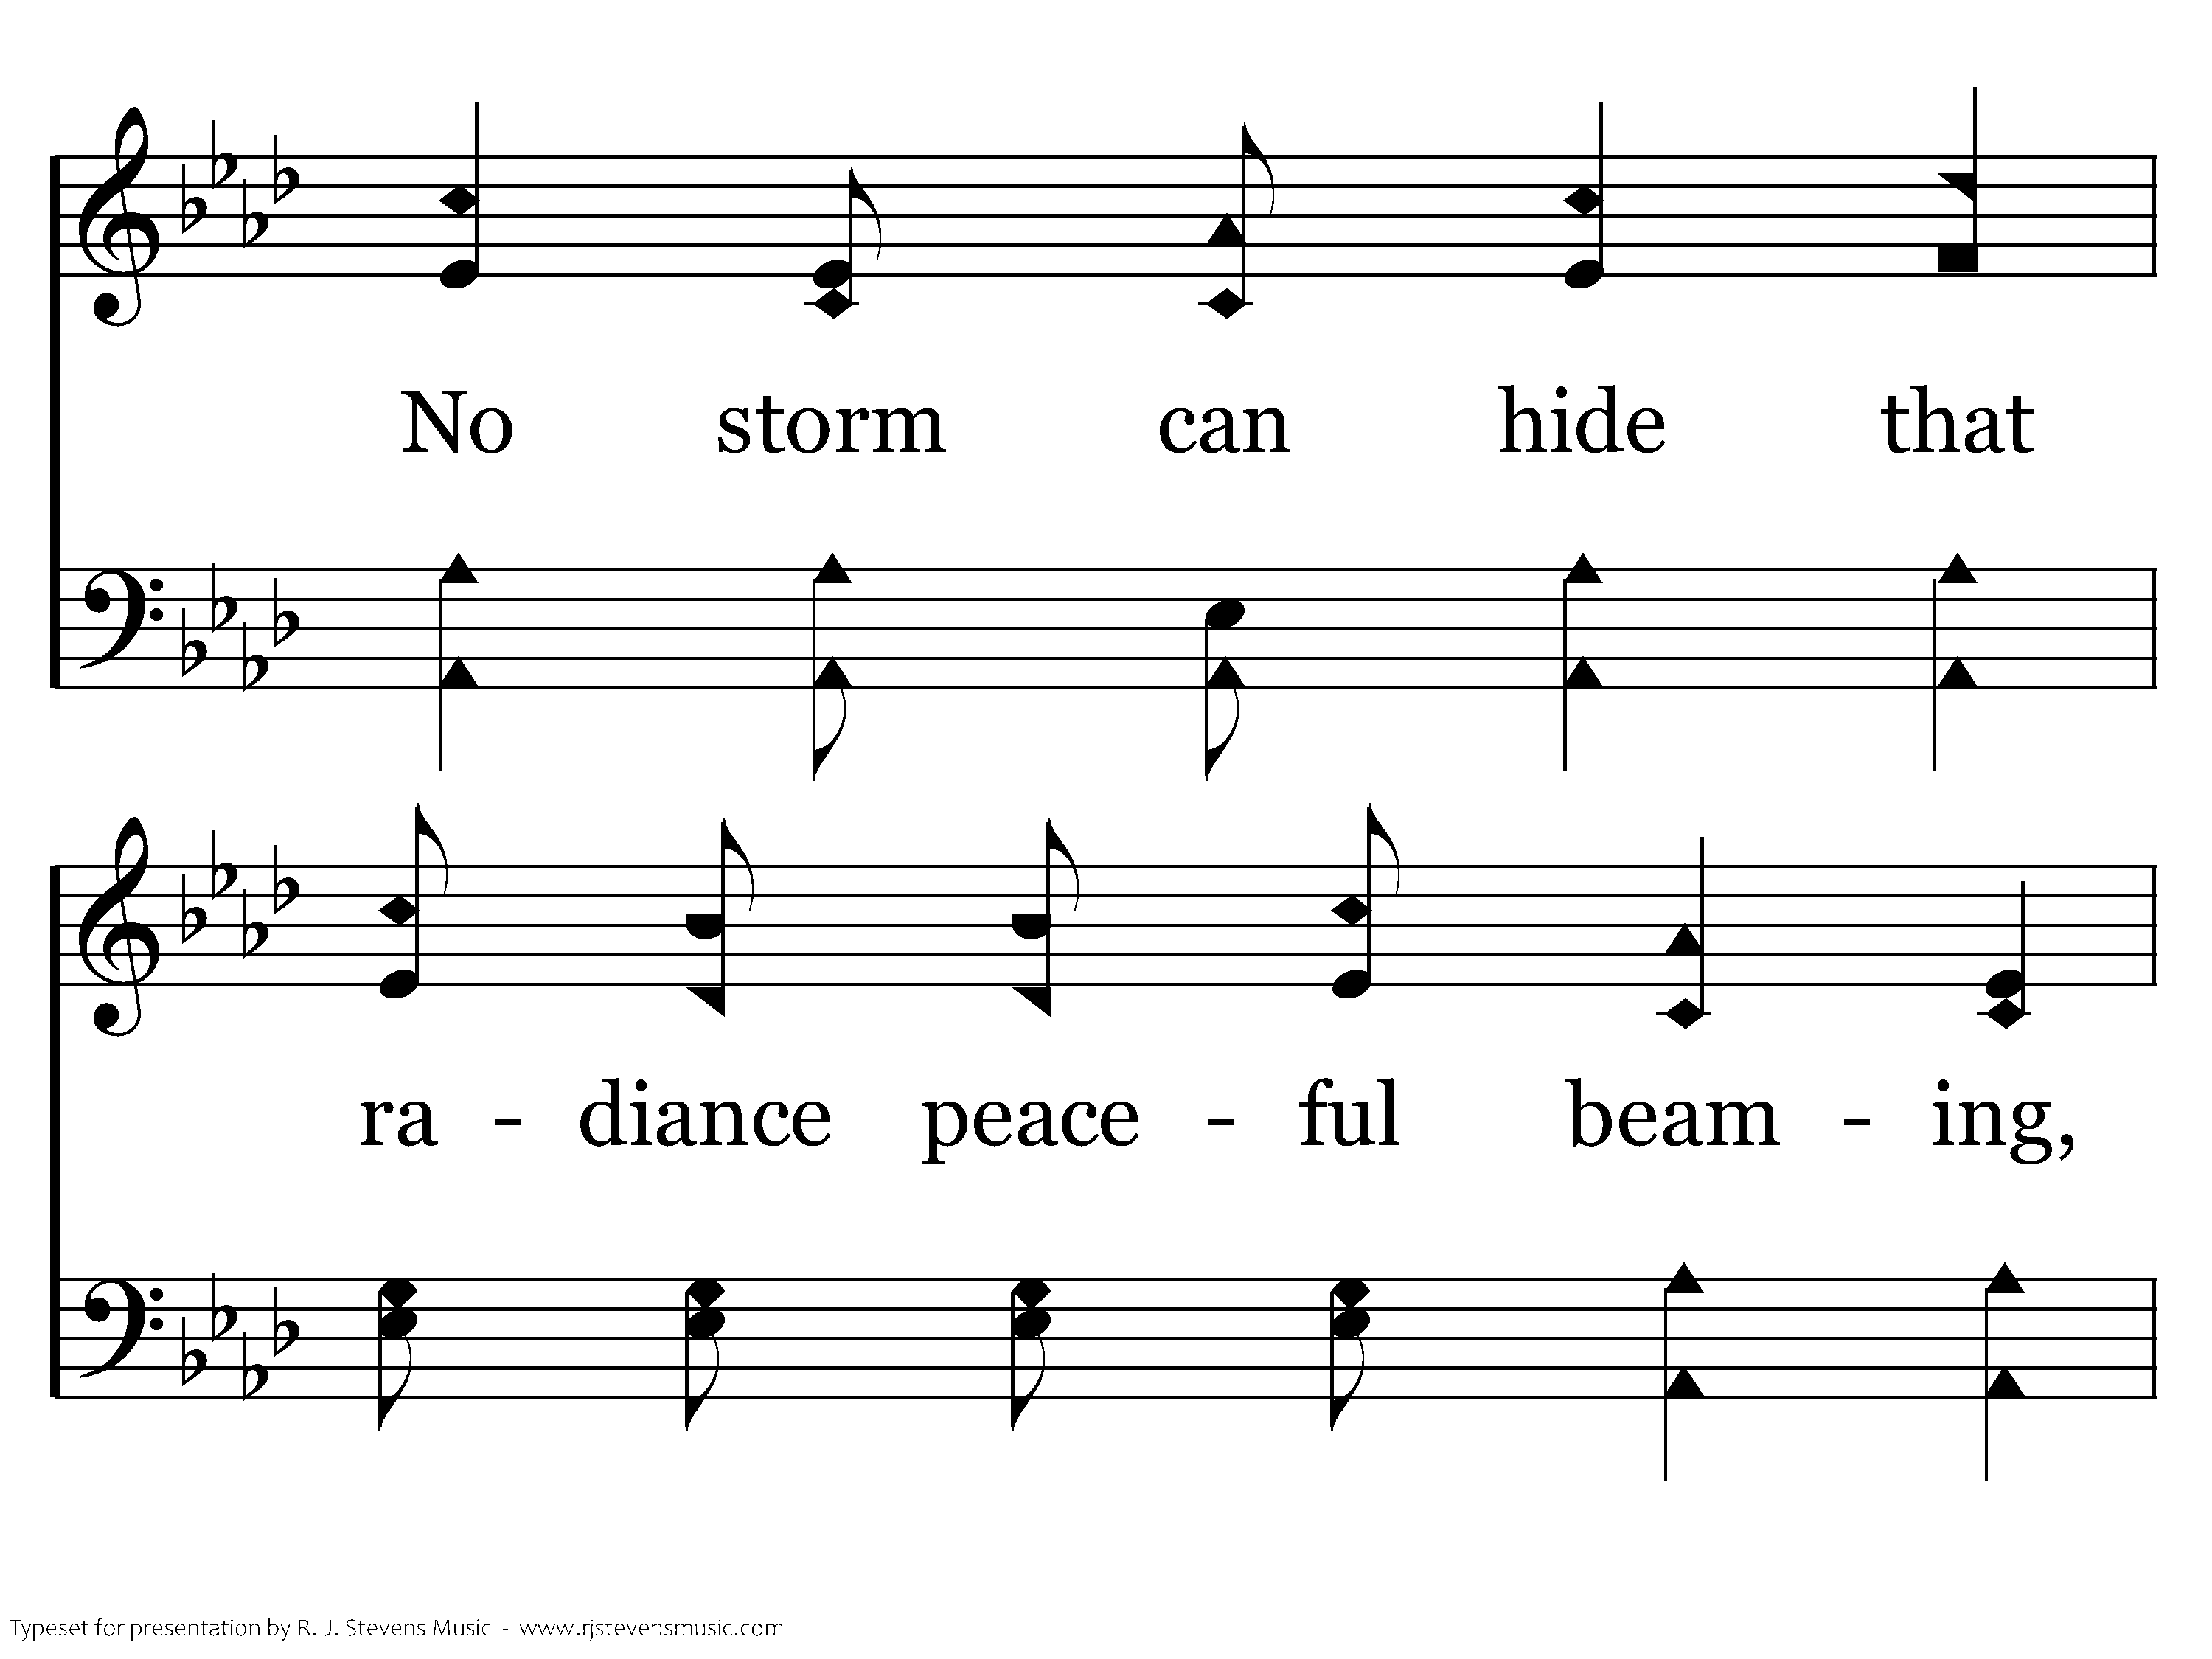 No storm can hide that
ra - diance peace - ful beam - ing,
Typeset for presentation by R. J. Stevens Music - www.rjstevensmusic.com